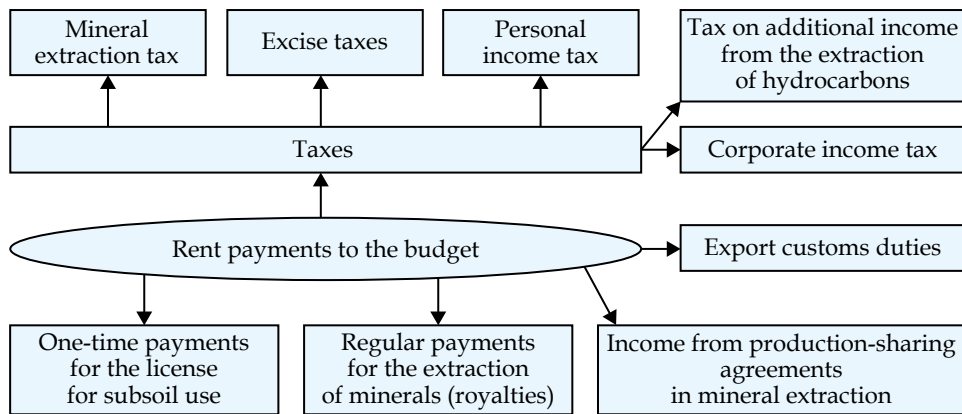 Mineral
extraction tax
Excise taxes
Personal
income tax
Tax on additional income
from the extraction
of hydrocarbons
Taxes
Corporate income tax
Rent payments to the budget
Export customs duties
One-time payments
for the license
for subsoil use
Regular payments
for the extraction
of minerals (royalties)
Income from production-sharing
agreements
in mineral extraction